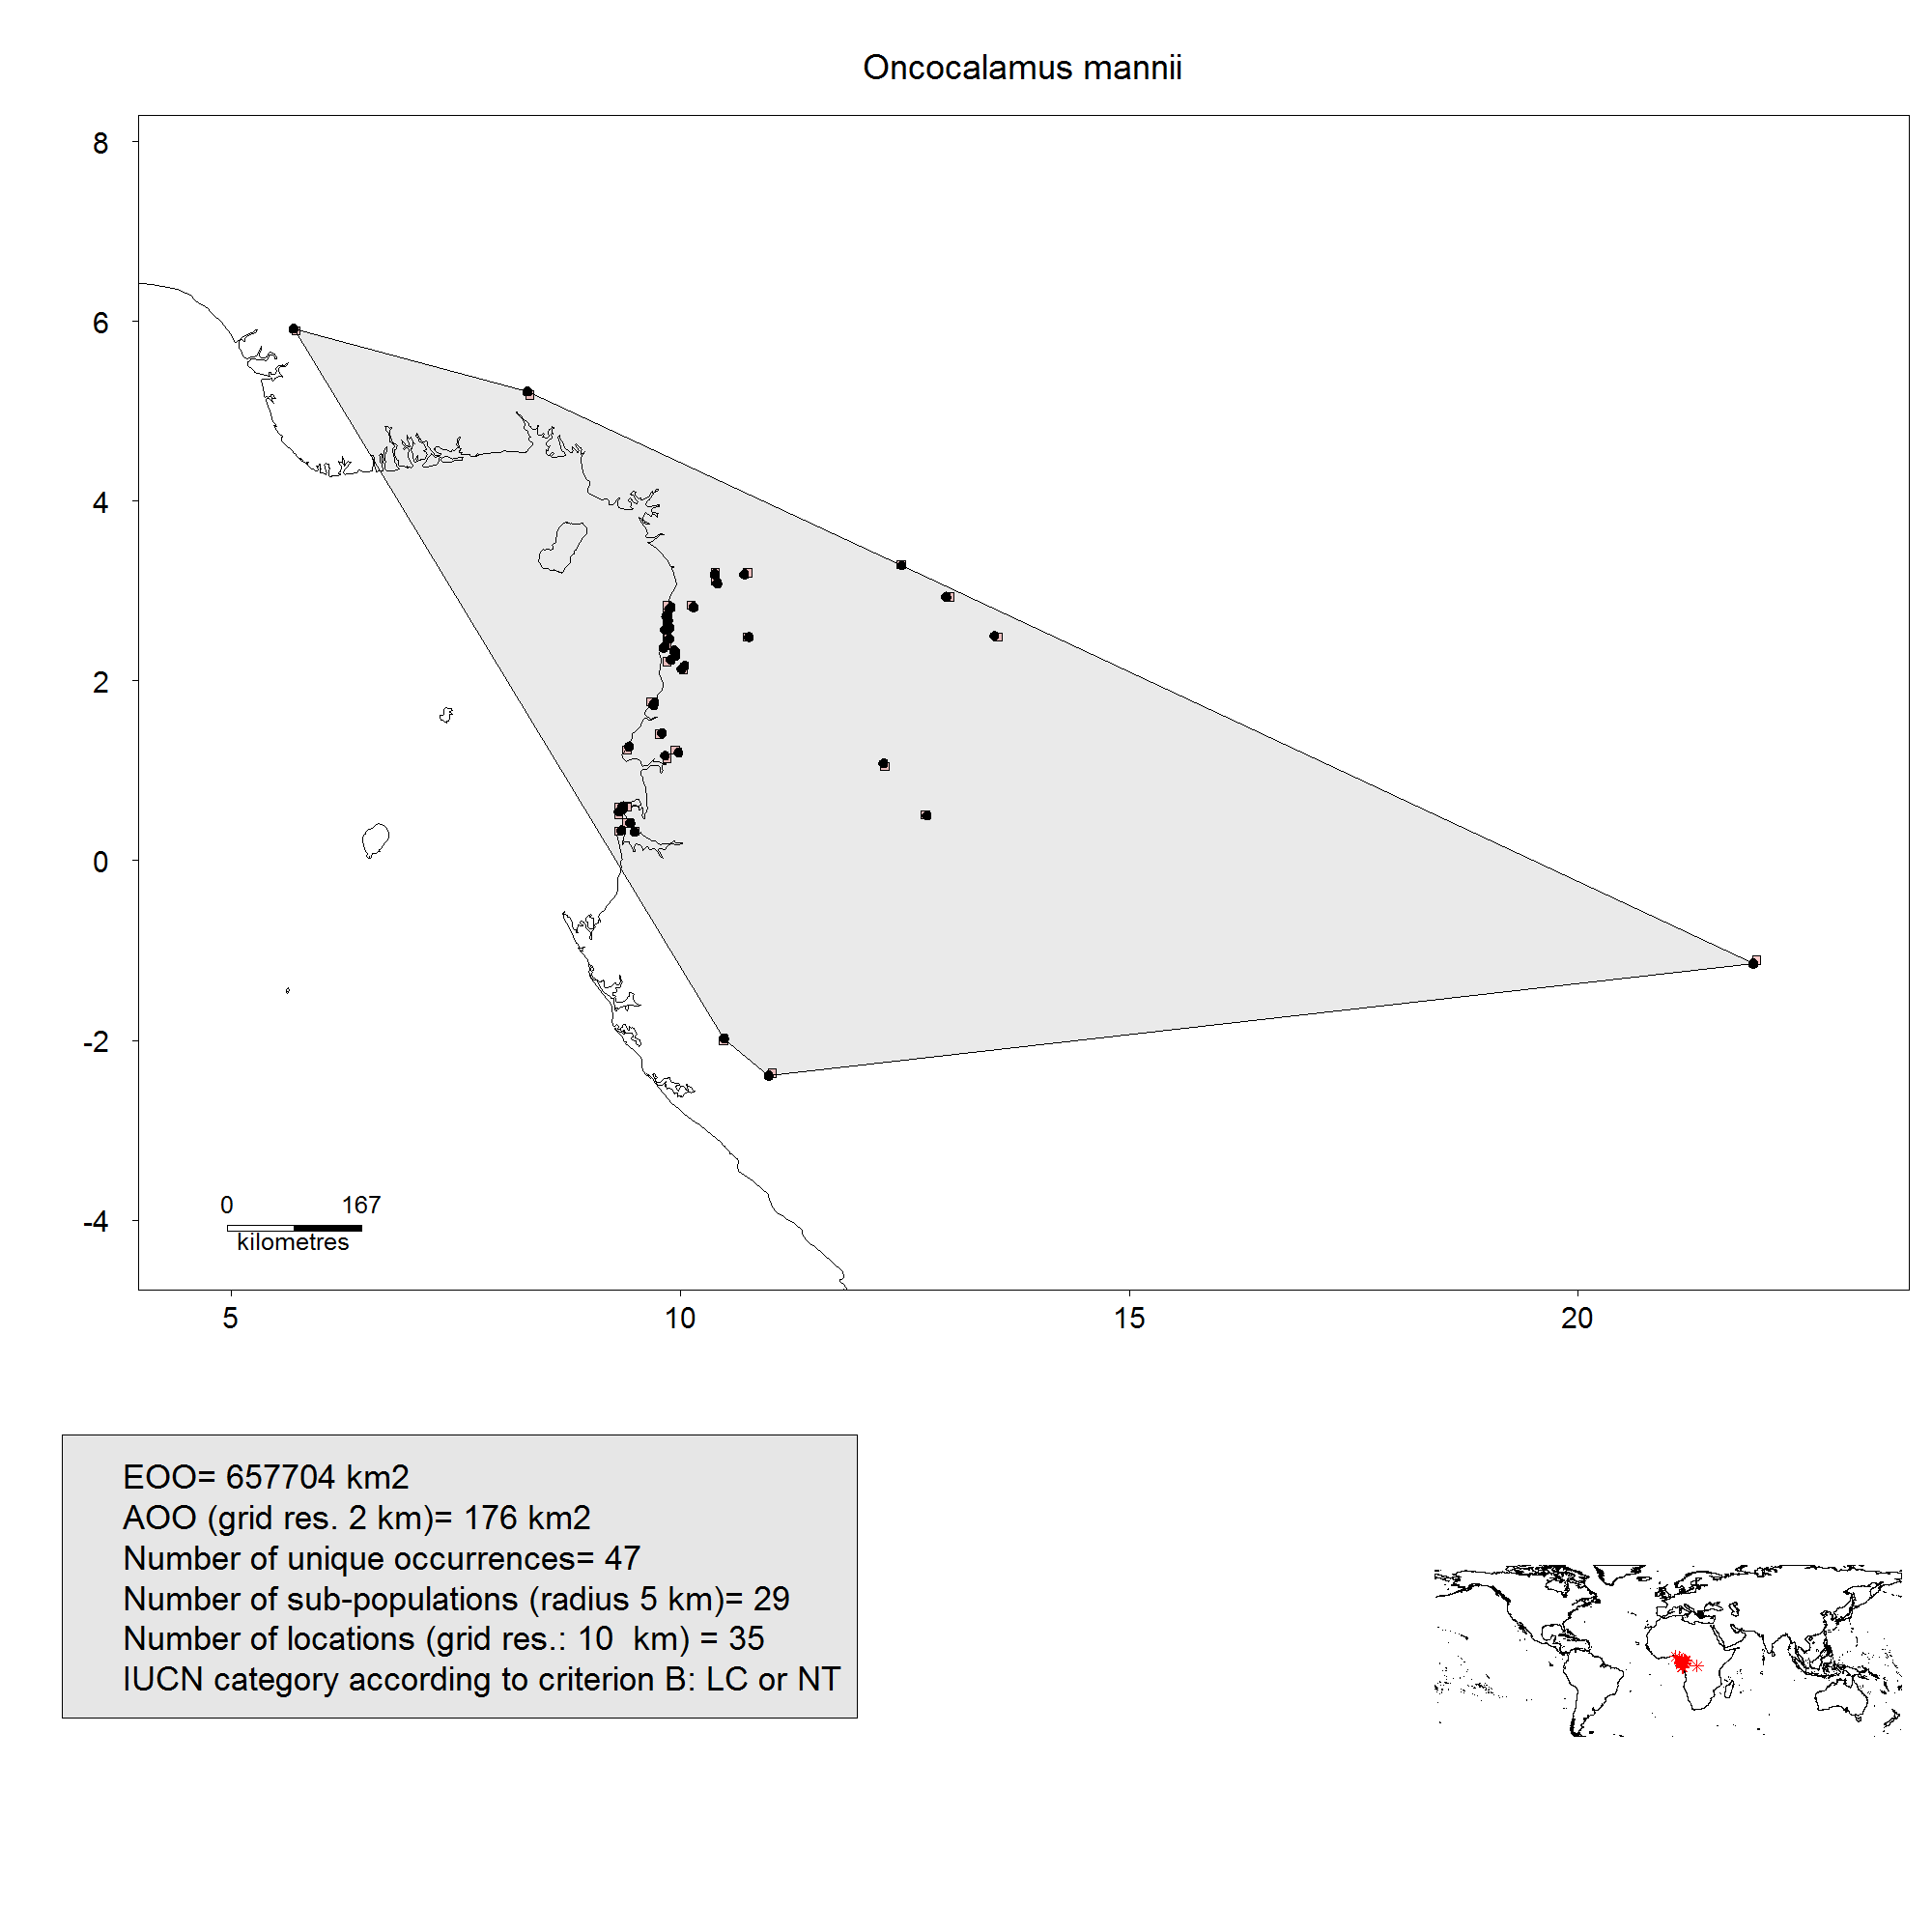 Oncocalamus mannii
8
6
4
2
0
-2
-4
0 167
kilometres
5 10 15 20
EOO= 657704 km2
AOO (grid res. 2 km)= 176 km2
Number of unique occurrences= 47
Number of sub-populations (radius 5 km)= 29
Number of locations (grid res.: 10  km) = 35
IUCN category according to criterion B: LC or NT